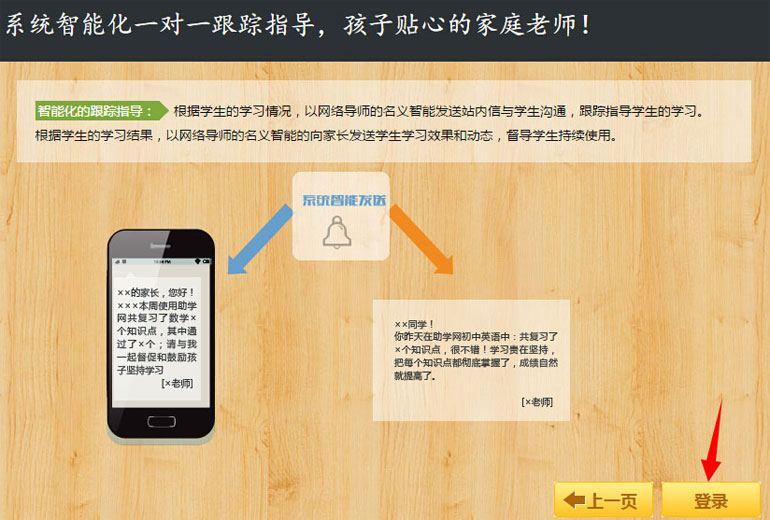 系统智能化一对一跟踪指导，孩子贴心的家庭老师！
智能化的跟踪指导： 根据学生的学习情况，以网络导师的名义智能发送站内信与学生沟通，跟踪指导学生的学习。
根据学生的学习结果，以网络导师的名义智能的向家长发送学生学习效果和动态，督导学生持续使用。
系统智能发送
××的家长，您好！
×××本周使用助学
网共复习了数学×
个知识点，其中通
过了×个；请与我
一起督促和鼓励孩
子坚持学习
[×老师]
××同学！
你昨天在助学网初中英语中：共复习了
×个知识点，很不错！学习贵在坚持，
把每个知识点都彻底掌握了，成绩自然
就提高了。
[×老师]
上一页
登录